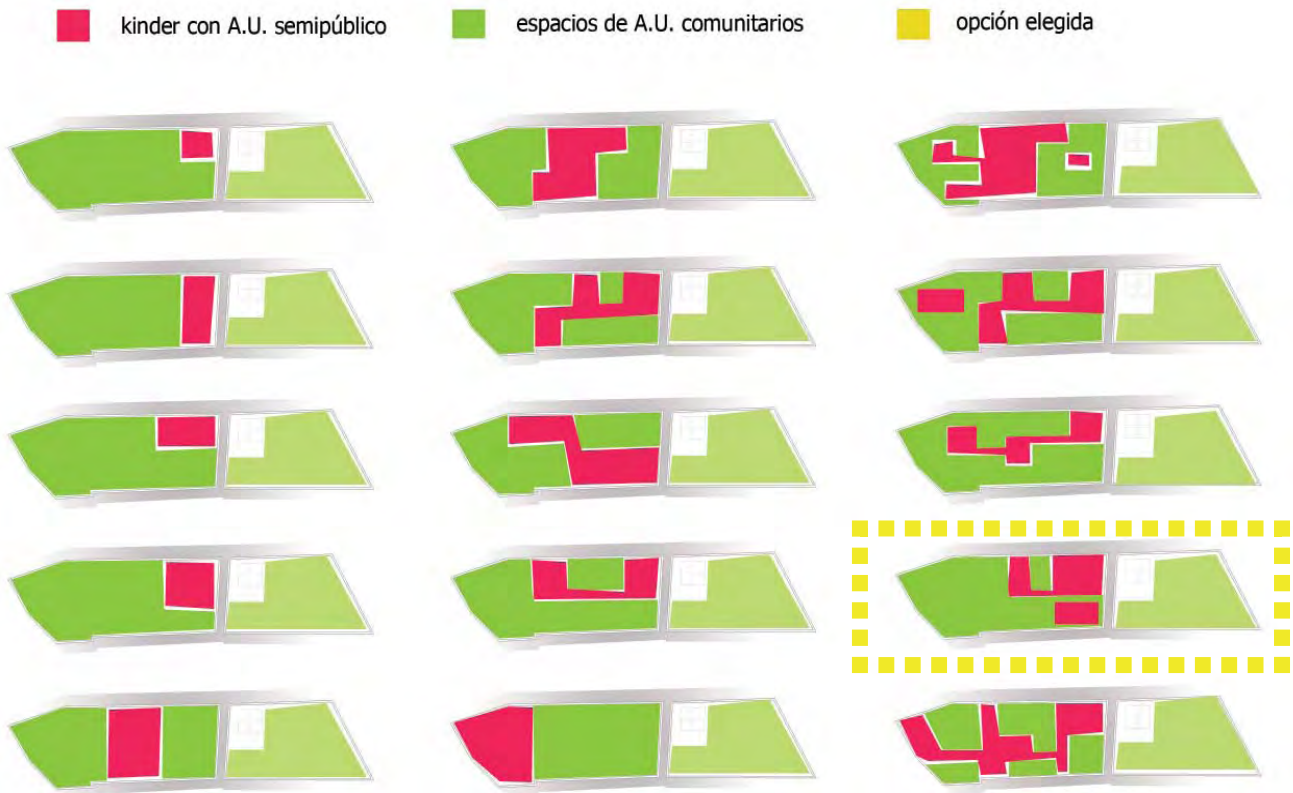 kinder con A.U. semipúblico
espacios de A.U. comunitarios
opción elegida